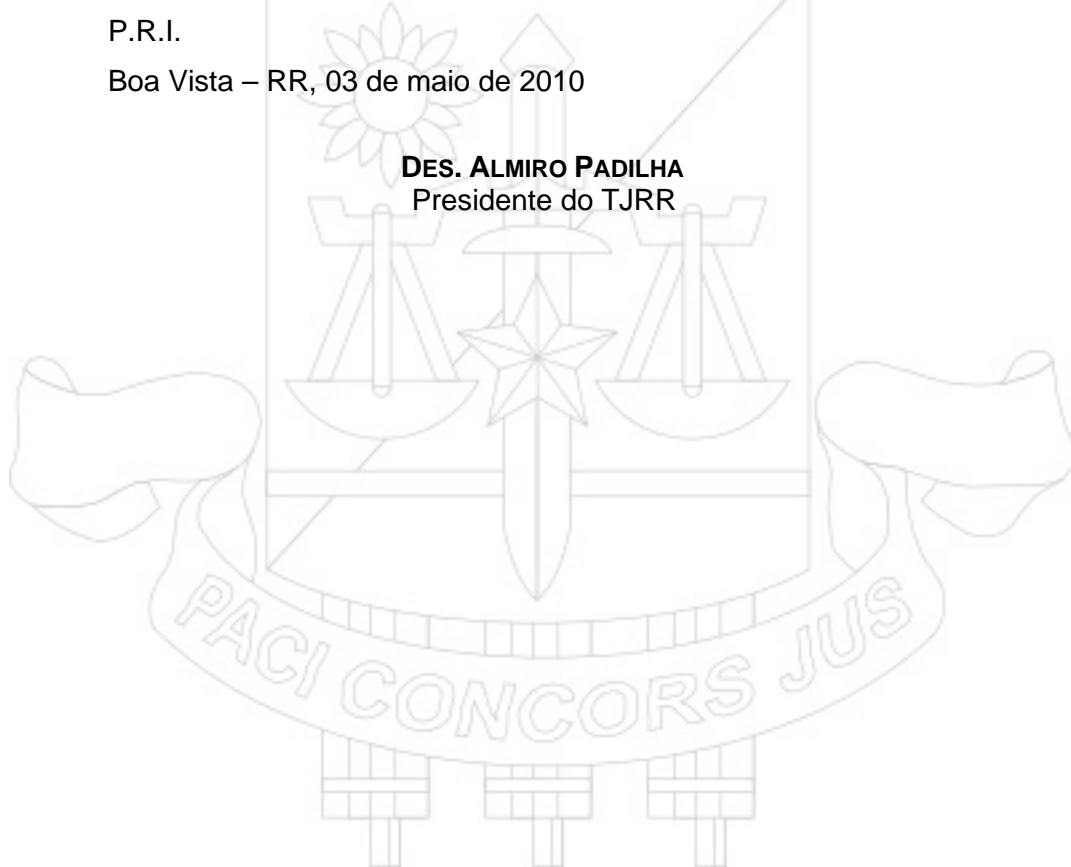 P.R.I.
Boa Vista – RR, 03 de maio de 2010
DES. ALMIRO PADILHA
Presidente do TJRR
PACI CONCORS JUS